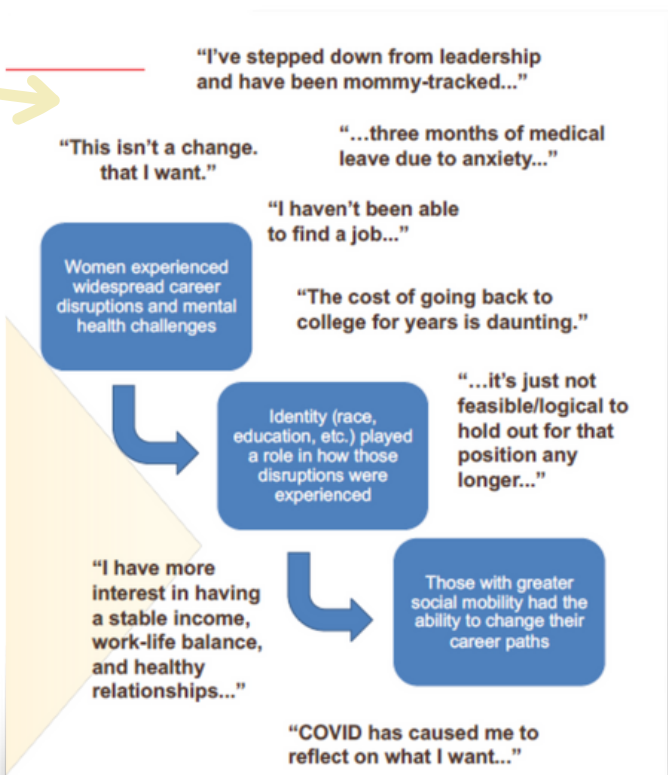 “I’ve stepped down from leadership
and have been mommy-tracked...”
“This isn’t a change.
that I want.”
“...three months of medical
leave due to anxiety...”
“I haven’t been able
to find a job...”
Women experienced
widespread career
disruptions and mental
health challenges
“The cost of going back to
college for years is daunting.”
“...it’s just not
feasible/logical to
hold out for that
position any
longer...”
Identity (race,
education, etc.) played
a role in how those
disruptions were
experienced
“I have more
interest in having
a stable income,
work-life balance,
and healthy
relationships...”
Those with greater
social mobility had the
ability to change their
career paths
“COVID has caused me to
reflect on what I want...”